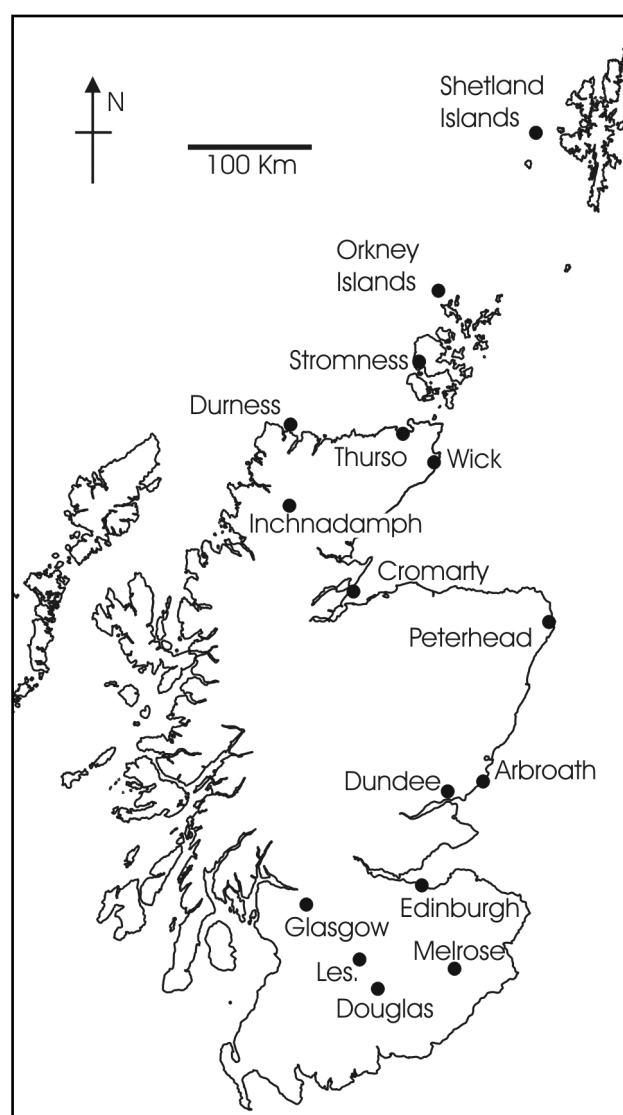 Shetland
Islands
N
100 Km
Orkney
Islands
Stromness
Durness
Thurso
Wick
Inchnadamph
Cromarty
Peterhead
Arbroath
Dundee
Edinburgh
Glasgow
Melrose
Les.
Douglas